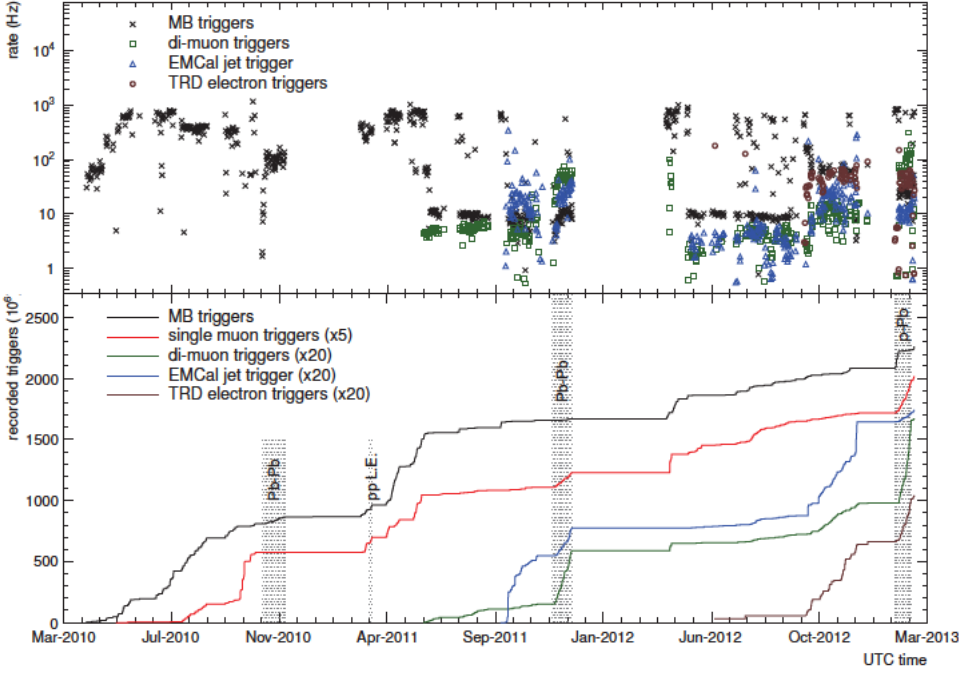 rate (Hz)
MB triggers
di-muon triggers
EMCal jet trigger
TRD electron triggers
10⁴
10³
10²
10
1
recorded triggers (10⁶
MB triggers
single muon triggers (x5)
di-muon triggers (x20)
EMCal jet trigger (x20)
TRD electron triggers (x20)
2500
2000
1500
1000
500
0
Pb-Pb
pp L.E.
Pb-Pb
p-Pb
Mar-2010 Jul-2010 Nov-2010 Apr-2011 Sep-2011 Jan-2012 Jun-2012 Oct-2012 Mar-2013
UTC time